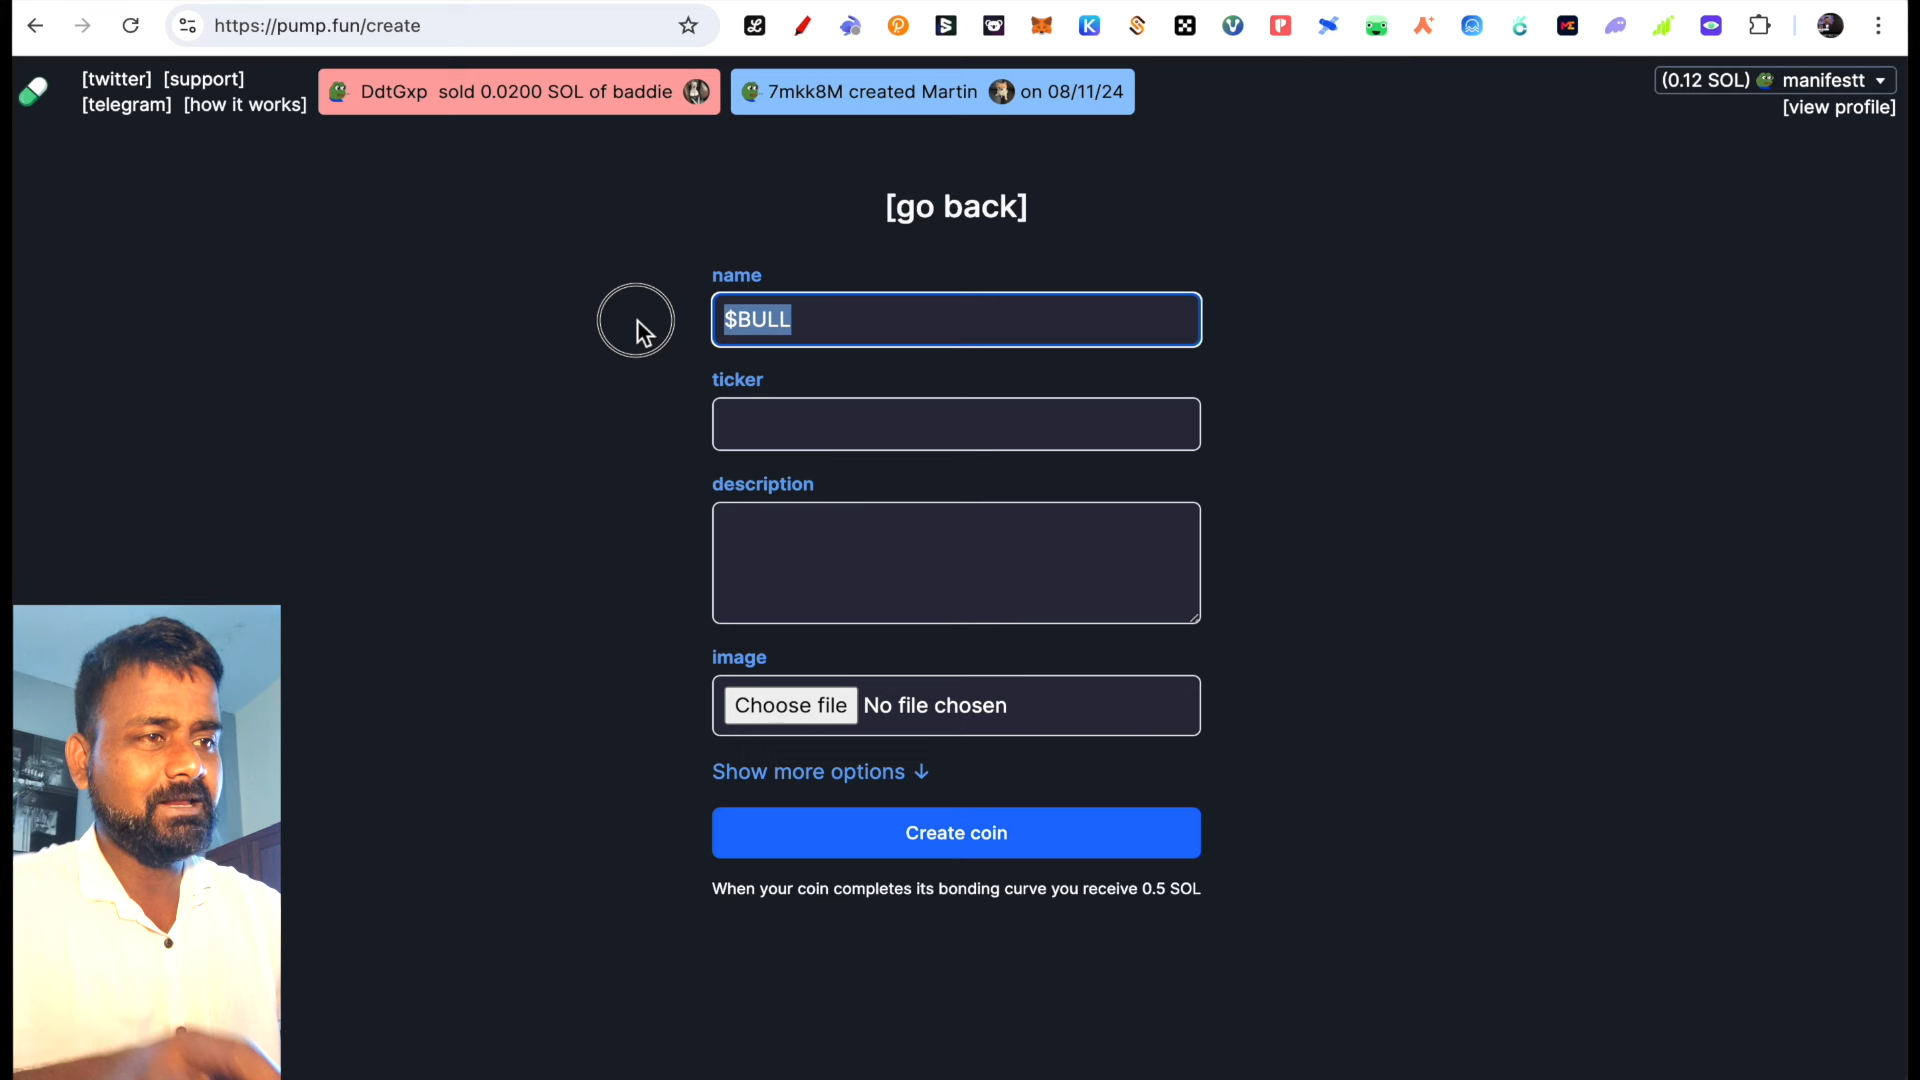 https://pump.fun/create
[twitter] [support]
[telegram] [how it works]
DdtGxp sold 0.0200 SOL of baddie
7mkk8M created Martin on 08/11/24
(0.12 SOL) manifestt
[view profile]
[go back]
name
$BULL
ticker
description
image
Choose file No file chosen
Show more options ↓
Create coin
When your coin completes its bonding curve you receive 0.5 SOL